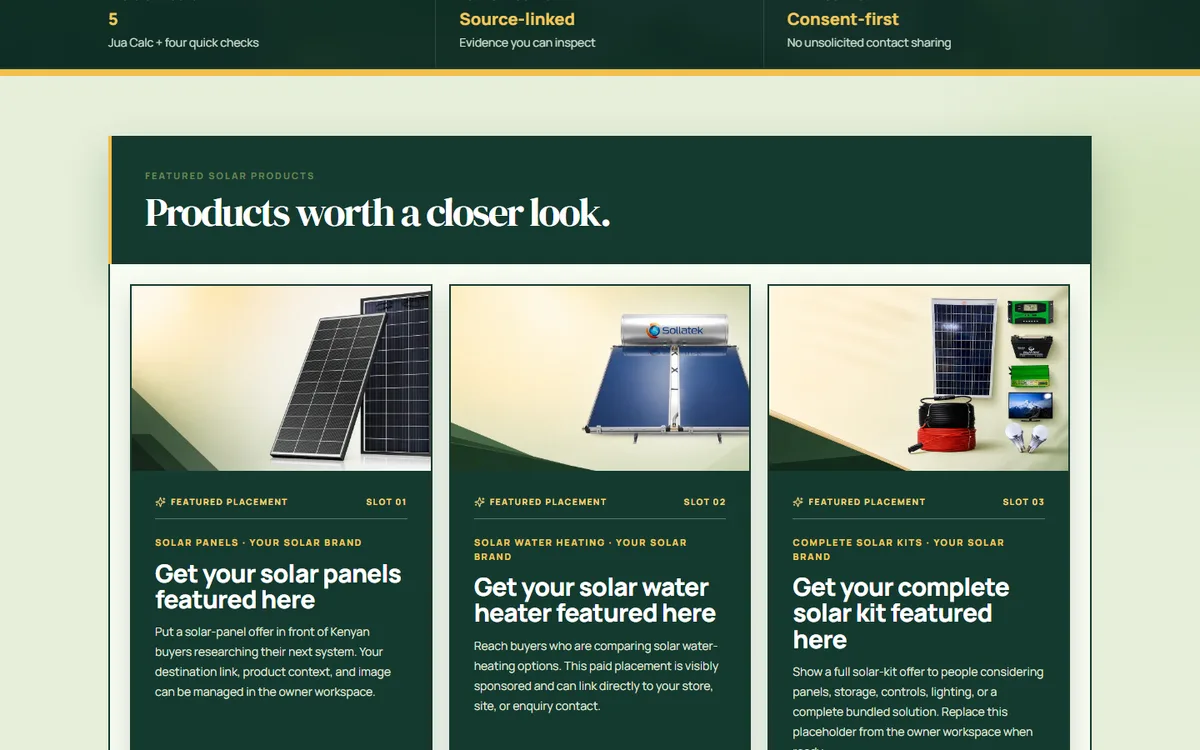 5
Source-linked
Consent-first
Jua Calc + four quick checks
Evidence you can inspect
No unsolicited contact sharing
FEATURED SOLAR PRODUCTS
Products worth a closer look.
Sollatek
FEATURED PLACEMENT
SLOT 01
SOLAR PANELS · YOUR SOLAR BRAND
Get your solar panels
featured here
Put a solar-panel offer in front of Kenyan
buyers researching their next system. Your
destination link, product context, and image
can be managed in the owner workspace.
FEATURED PLACEMENT
SLOT 02
SOLAR WATER HEATING · YOUR SOLAR
BRAND
Get your solar water
heater featured here
Reach buyers who are comparing solar water-
heating options. This paid placement is visibly
sponsored and can link directly to your store,
site, or enquiry contact.
FEATURED PLACEMENT
SLOT 03
COMPLETE SOLAR KITS · YOUR SOLAR
BRAND
Get your complete
solar kit featured
here
Show a full solar-kit offer to people considering
panels, storage, controls, lighting, or a
complete bundled solution. Replace this
placeholder from the owner workspace when